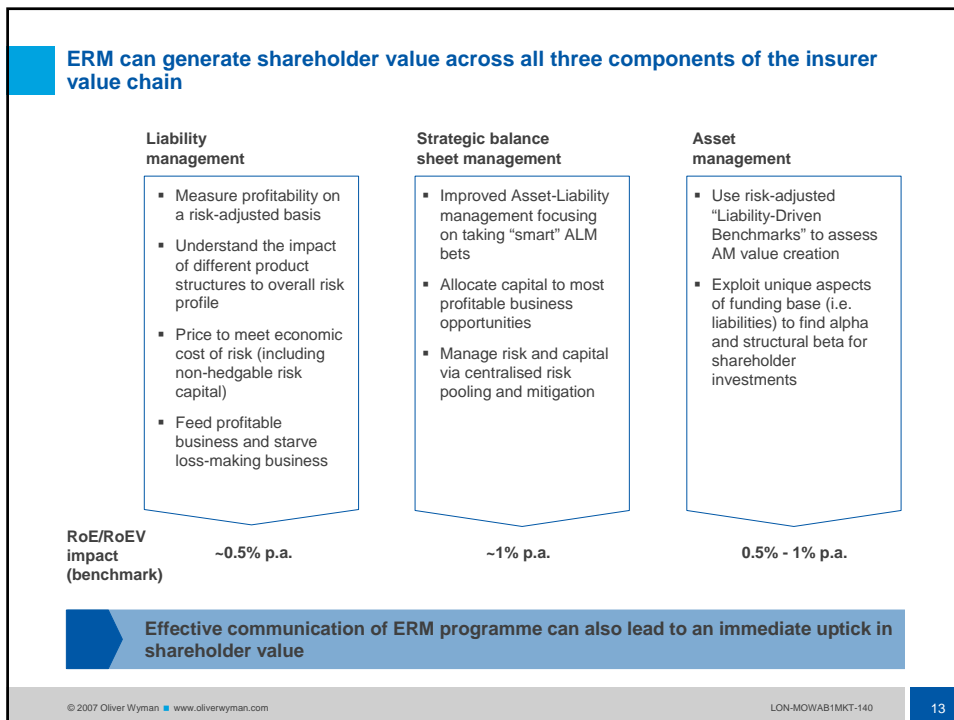 ERM can generate shareholder value across all three components of the insurer
value chain
Liability
management
▪ Measure profitability on
a risk-adjusted basis
▪ Understand the impact
of different product
structures to overall risk
profile
▪ Price to meet economic
cost of risk (including
non-hedgable risk
capital)
▪ Feed profitable
business and starve
loss-making business
Strategic balance
sheet management
▪ Improved Asset-Liability
management focusing
on taking “smart” ALM
bets
▪ Allocate capital to most
profitable business
opportunities
▪ Manage risk and capital
via centralised risk
pooling and mitigation
Asset
management
▪ Use risk-adjusted
“Liability-Driven
Benchmarks” to assess
AM value creation
▪ Exploit unique aspects
of funding base (i.e.
liabilities) to find alpha
and structural beta for
shareholder
investments
RoE/RoEV
impact
(benchmark)
~0.5% p.a.
~1% p.a.
0.5% - 1% p.a.
Effective communication of ERM programme can also lead to an immediate uptick in
shareholder value
© 2007 Oliver Wyman ■ www.oliverwyman.com
LON-MOWAB1MKT-140
13